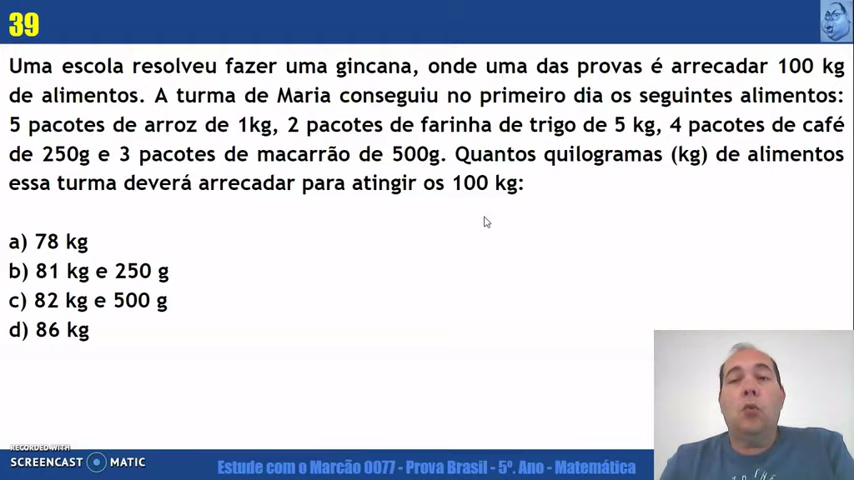 39
Uma escola resolveu fazer uma gincana, onde uma das provas é arrecadar 100 kg
de alimentos. A turma de Maria conseguiu no primeiro dia os seguintes alimentos:
5 pacotes de arroz de 1kg, 2 pacotes de farinha de trigo de 5 kg, 4 pacotes de café
de 250g e 3 pacotes de macarrão de 500g. Quantos quilogramas (kg) de alimentos
essa turma deverá arrecadar para atingir os 100 kg:
a) 78 kg
b) 81 kg e 250 g
c) 82 kg e 500 g
d) 86 kg
RECORDED WITH
SCREENCAST MATIC
Estude com o Marcão 0077 - Prova Brasil - 5º. Ano - Matemática